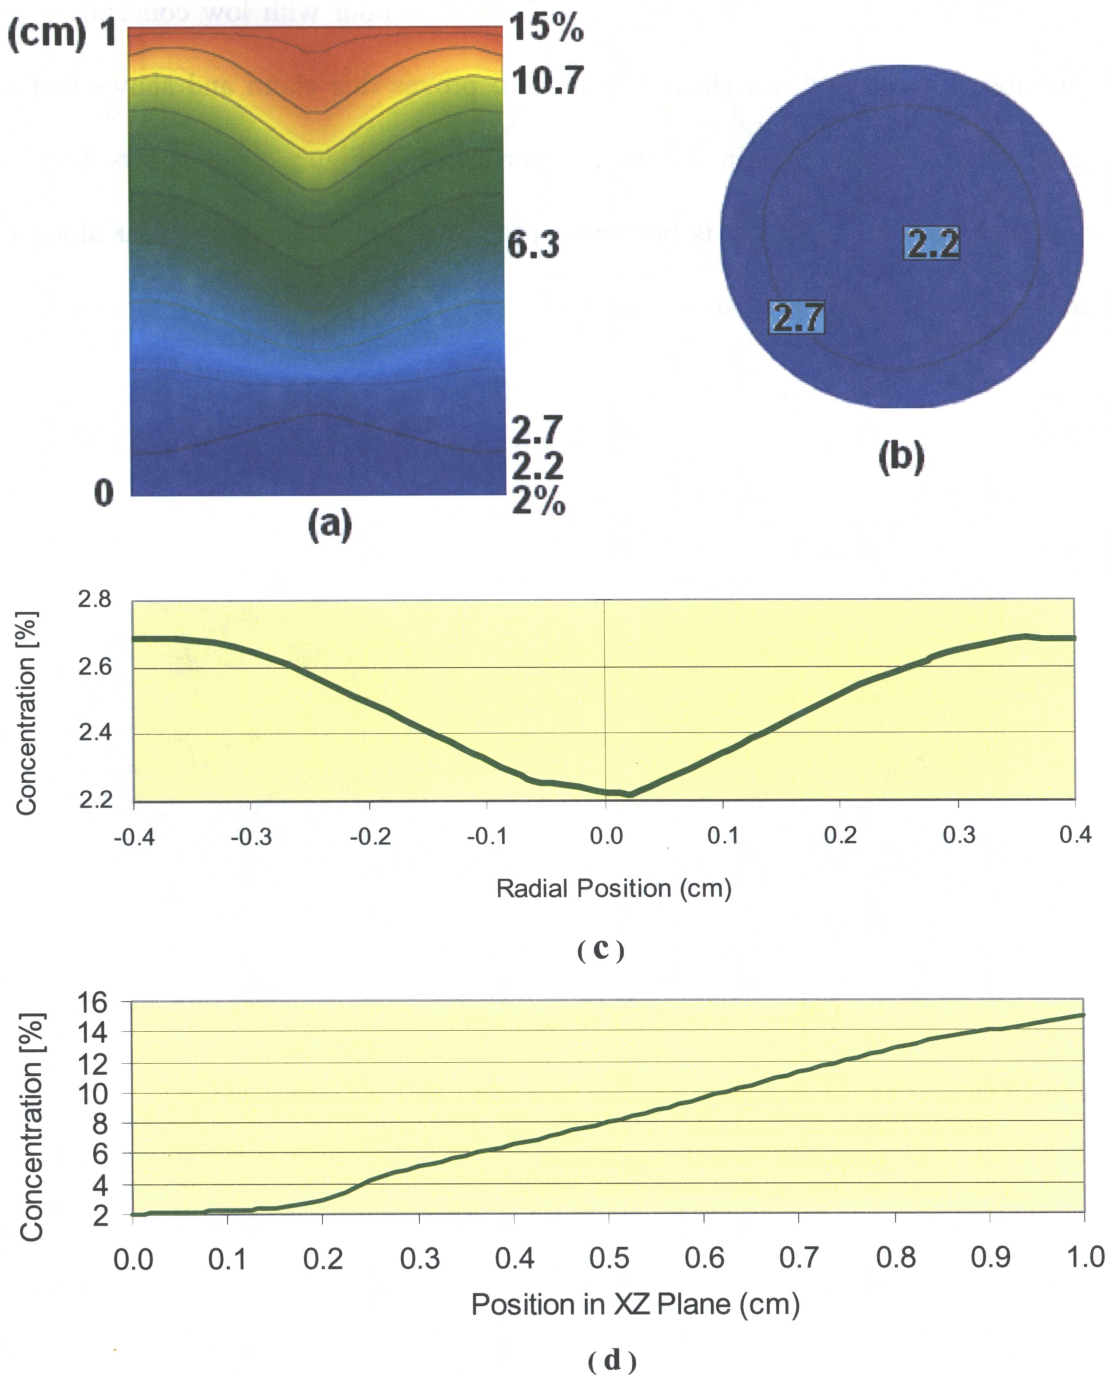 (cm) 1
15%
10.7
6.3
2.7
2.2
2%
0
(a)
2.2
2.7
(b)
Concentration [%]
2.8
2.6
2.4
2.2
-0.4 -0.3 -0.2 -0.1 0.0 0.1 0.2 0.3 0.4
Radial Position (cm)
( c )
Concentration [%]
16
14
12
10
8
6
4
2
0.0 0.1 0.2 0.3 0.4 0.5 0.6 0.7 0.8 0.9 1.0
Position in XZ Plane (cm)
( d )